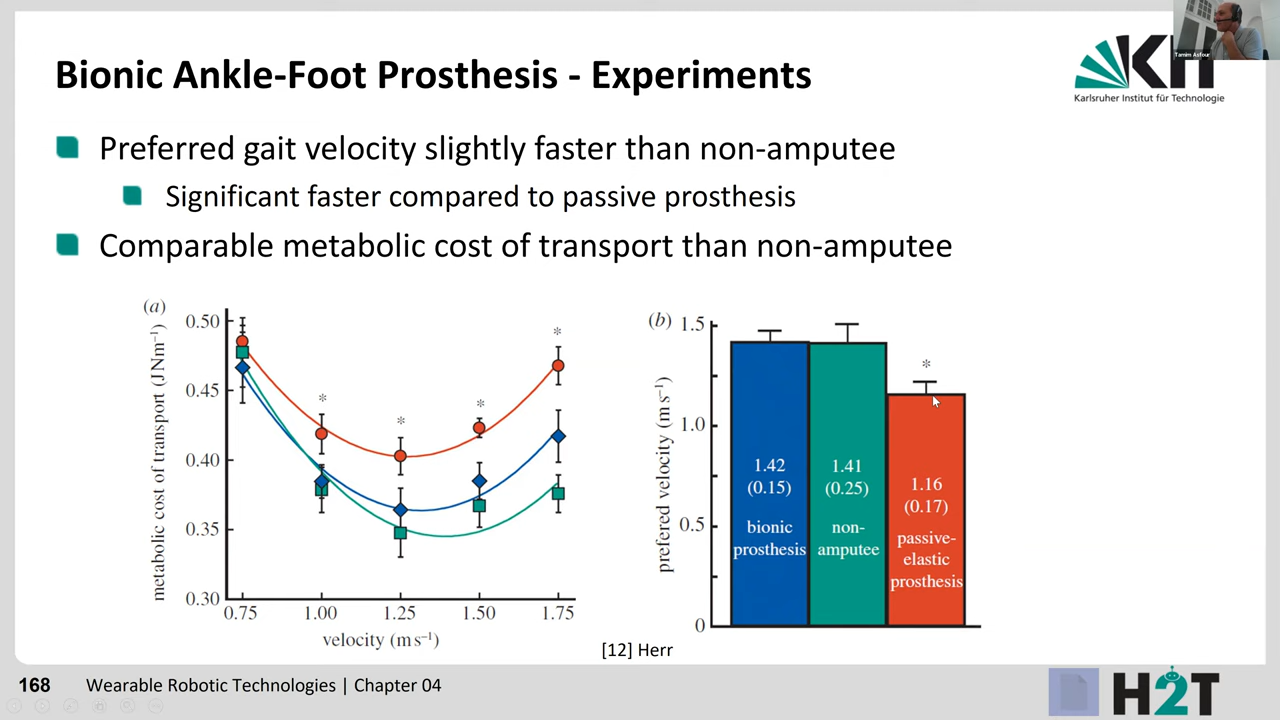 Tamim Asfour
KIT
Karlsruher Institut für Technologie
Bionic Ankle-Foot Prosthesis - Experiments
Preferred gait velocity slightly faster than non-amputee
Significant faster compared to passive prosthesis
Comparable metabolic cost of transport than non-amputee
(a)
metabolic cost of transport (J Nm⁻¹)
0.50
0.45
0.40
0.35
0.30
* * * *
0.75 1.00 1.25 1.50 1.75
velocity (m s⁻¹)
(b)
preferred velocity (m s⁻¹)
1.5
1.0
0.5
0
*
1.42
(0.15)
bionic
prosthesis
1.41
(0.25)
non-
amputee
1.16
(0.17)
passive-
elastic
prosthesis
[12] Herr
168 Wearable Robotic Technologies | Chapter 04
H2T